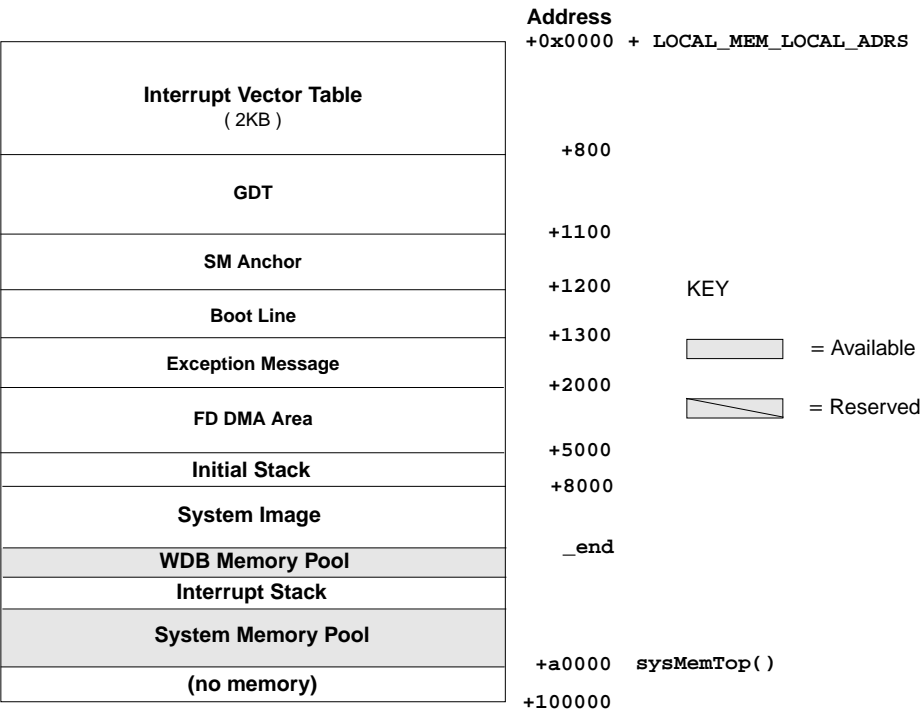 Address
+0x0000 + LOCAL_MEM_LOCAL_ADRS
Interrupt Vector Table
( 2KB )
+800
GDT
+1100
SM Anchor
+1200
KEY
Boot Line
+1300
= Available
Exception Message
+2000
= Reserved
FD DMA Area
+5000
Initial Stack
+8000
System Image
_end
WDB Memory Pool
Interrupt Stack
System Memory Pool
+a0000 sysMemTop()
(no memory)
+100000